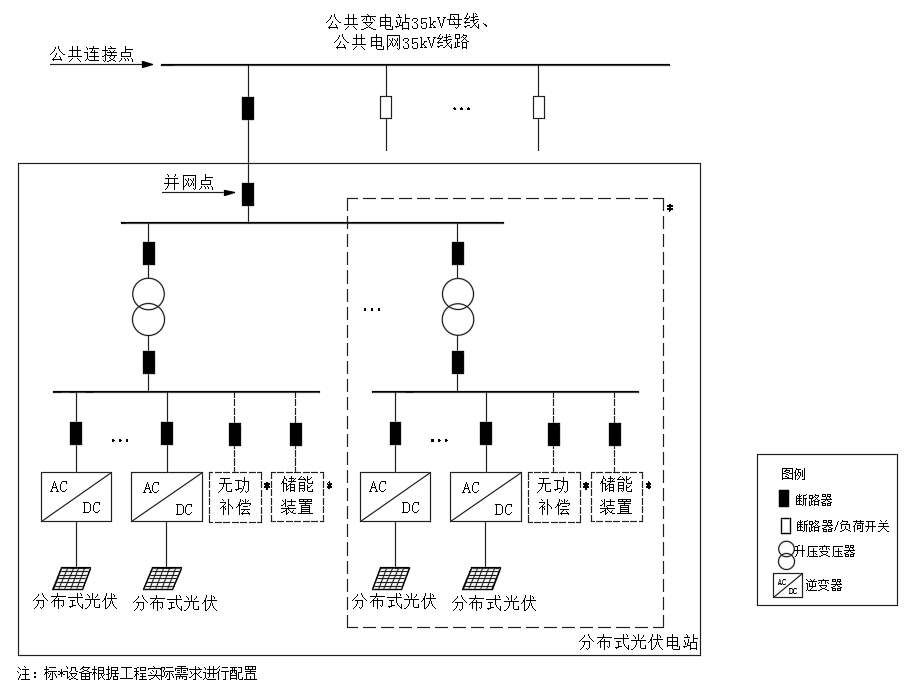 公共变电站35kV母线、
公共电网35kV线路
公共连接点
...
并网点
*
...
... ...
AC DC AC DC 无功补偿 * 储能装置 * AC DC AC DC 无功补偿 * 储能装置 *
分布式光伏 分布式光伏 分布式光伏 分布式光伏
分布式光伏电站
图例
断路器
断路器/负荷开关
升压变压器
AC DC 逆变器
注：标*设备根据工程实际需求进行配置